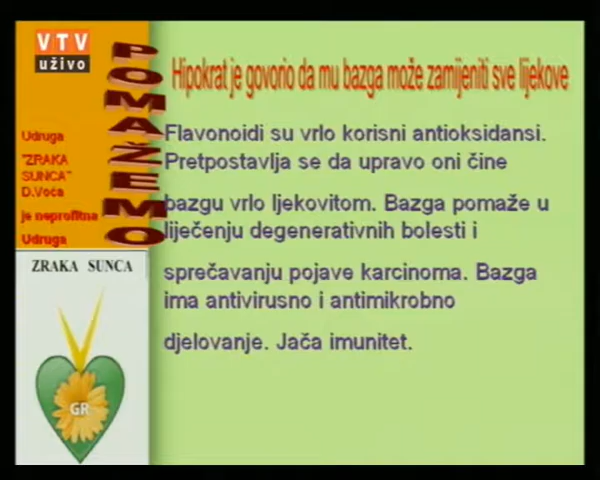 VTV
uživo
POMAŽEMO
Udruga
"ZRAKA
SUNCA"
D.Voća
je neprofitna
Udruga
ZRAKA SUNCA
GR
Hipokrat je govorio da mu bazga može zamijeniti sve lijekove
Flavonoidi su vrlo korisni antioksidansi.
Pretpostavlja se da upravo oni čine
bazgu vrlo ljekovitom. Bazga pomaže u
liječenju degenerativnih bolesti i
sprečavanju pojave karcinoma. Bazga
ima antivirusno i antimikrobno
djelovanje. Jača imunitet.